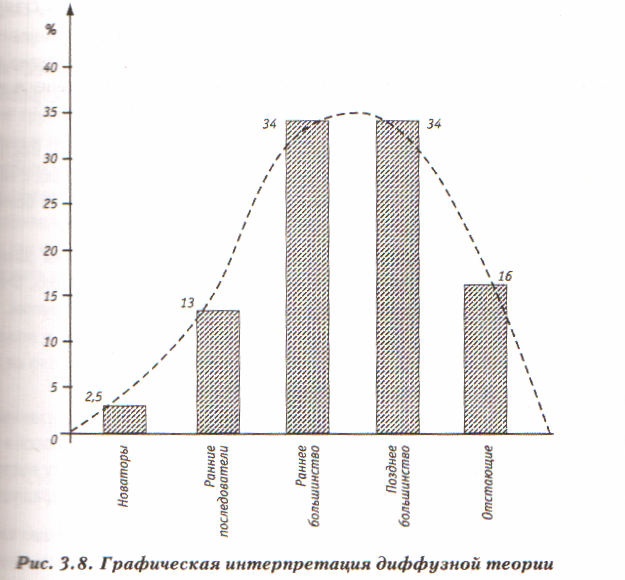 %
40
35
30
25
20
15
10
5
0
2,5
13
34
34
16
Новаторы
Ранние
последователи
Раннее
большинство
Позднее
большинство
Отстающие
Рис. 3.8. Графическая интерпретация диффузной теории